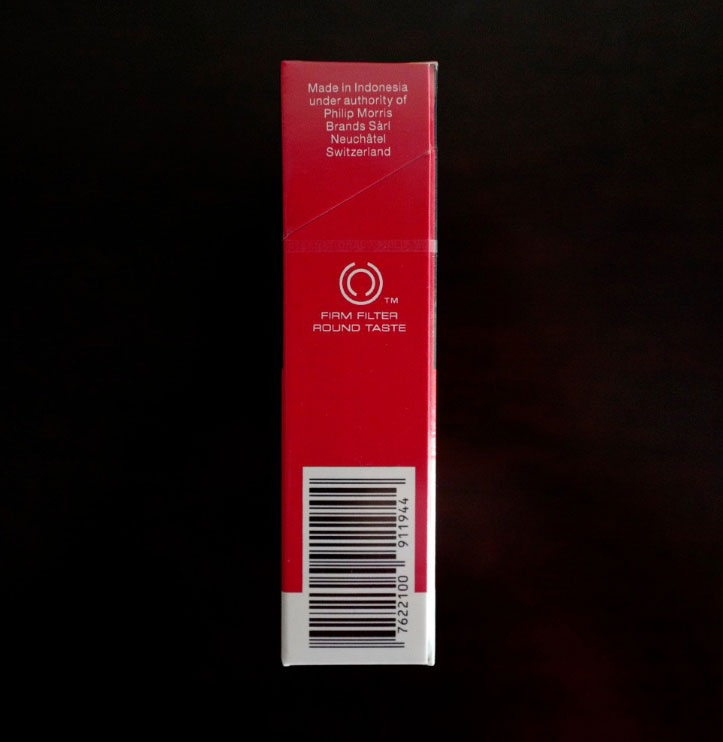 Made in Indonesia
under authority of
Philip Morris
Brands Sàrl
Neuchâtel
Switzerland
TM
FIRM FILTER
ROUND TASTE
7622100 911944